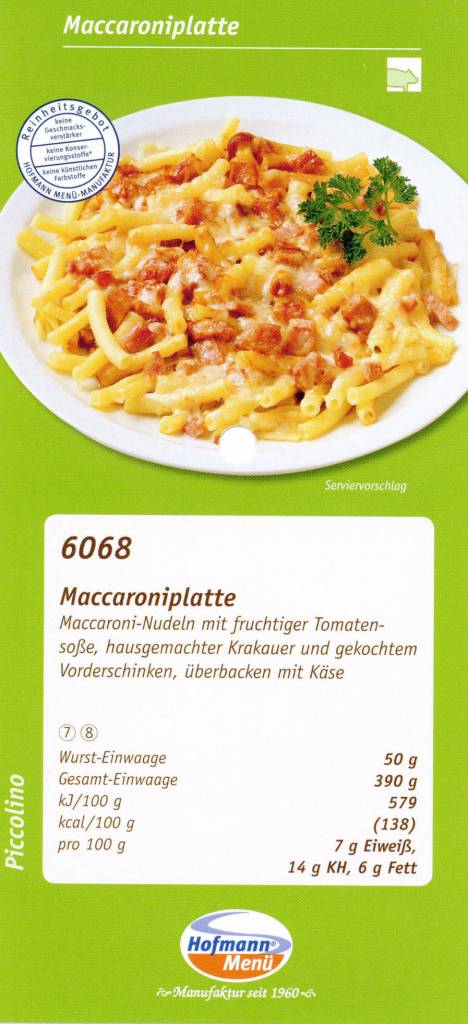 Maccaroniplatte
Reinheitsgebot
keine
Geschmacks-
verstärker
keine Konser-
vierungsstoffe*
keine künstlichen
Farbstoffe
HOFMANN MENÜ-MANUFAKTUR
Serviervorschlag
6068
Maccaroniplatte
Maccaroni-Nudeln mit fruchtiger Tomaten-
soße, hausgemachter Krakauer und gekochtem
Vorderschinken, überbacken mit Käse
⑦ ⑧
Wurst-Einwaage 50 g
Gesamt-Einwaage 390 g
kJ/100 g 579
kcal/100 g (138)
pro 100 g 7 g Eiweiß,
14 g KH, 6 g Fett
Piccolino
Hofmann®
Menü
Manufaktur seit 1960